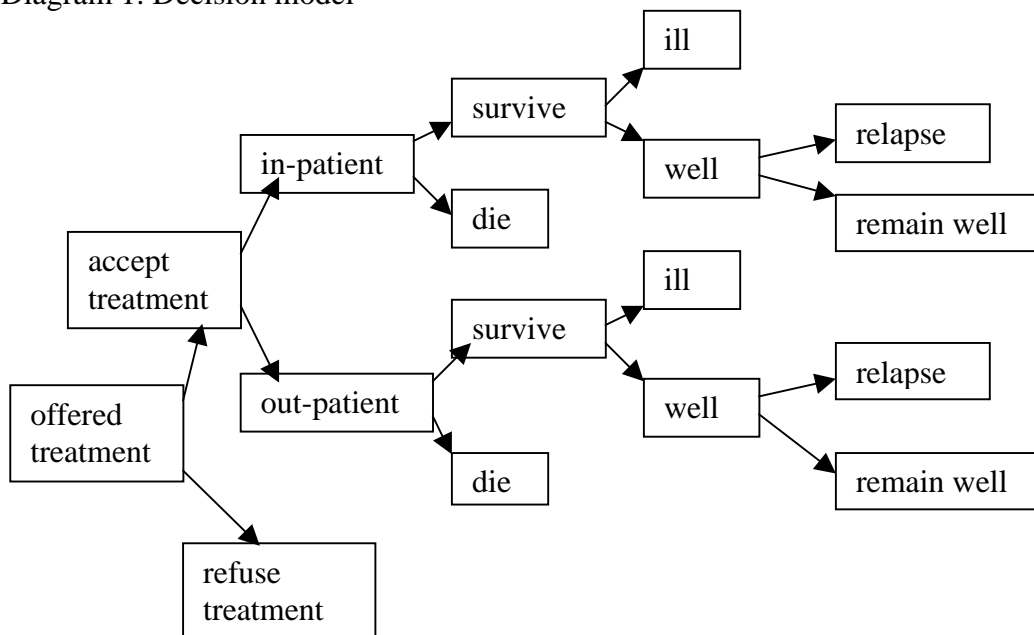 Diagram 1: Decision model
ill
survive
relapse
in-patient
well
die
remain well
accept
treatment
ill
survive
relapse
out-patient
well
offered
treatment
die
remain well
refuse
treatment